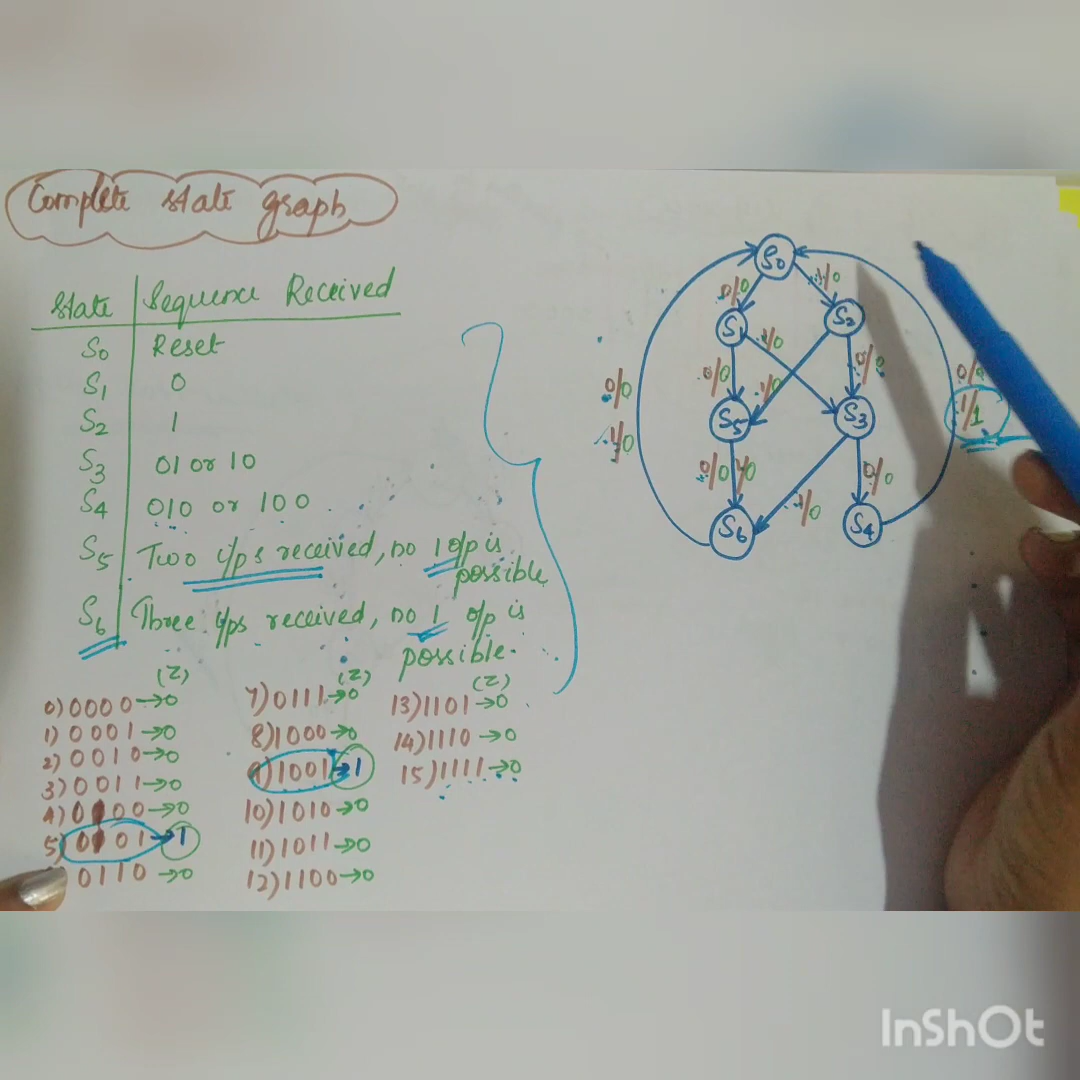 Complete state graph
State Sequence Received
S0 Reset
S1 0
S2 1
S3 01 or 10
S4 010 or 100
S5 Two i/ps received, no 1 o/p is possible
S6 Three i/ps received, no 1 o/p is possible.
(Z)
0) 0000→0
1) 0001→0
2) 0010→0
3) 0011→0
4) 0100→0
5) 0101→1
0110→0
(Z)
7) 0111→0
8) 1000→0
9) 1001→1
10) 1010→0
11) 1011→0
12) 1100→0
(Z)
13) 1101→0
14) 1110→0
15) 1111→0
S0
0/0 1/0
S1 S2
0/0 1/0 1/0 0/0
S5 S3
0/0 1/0 1/0 0/0
S6 S4
0/0
1/0
0/0
1/1
InShOt